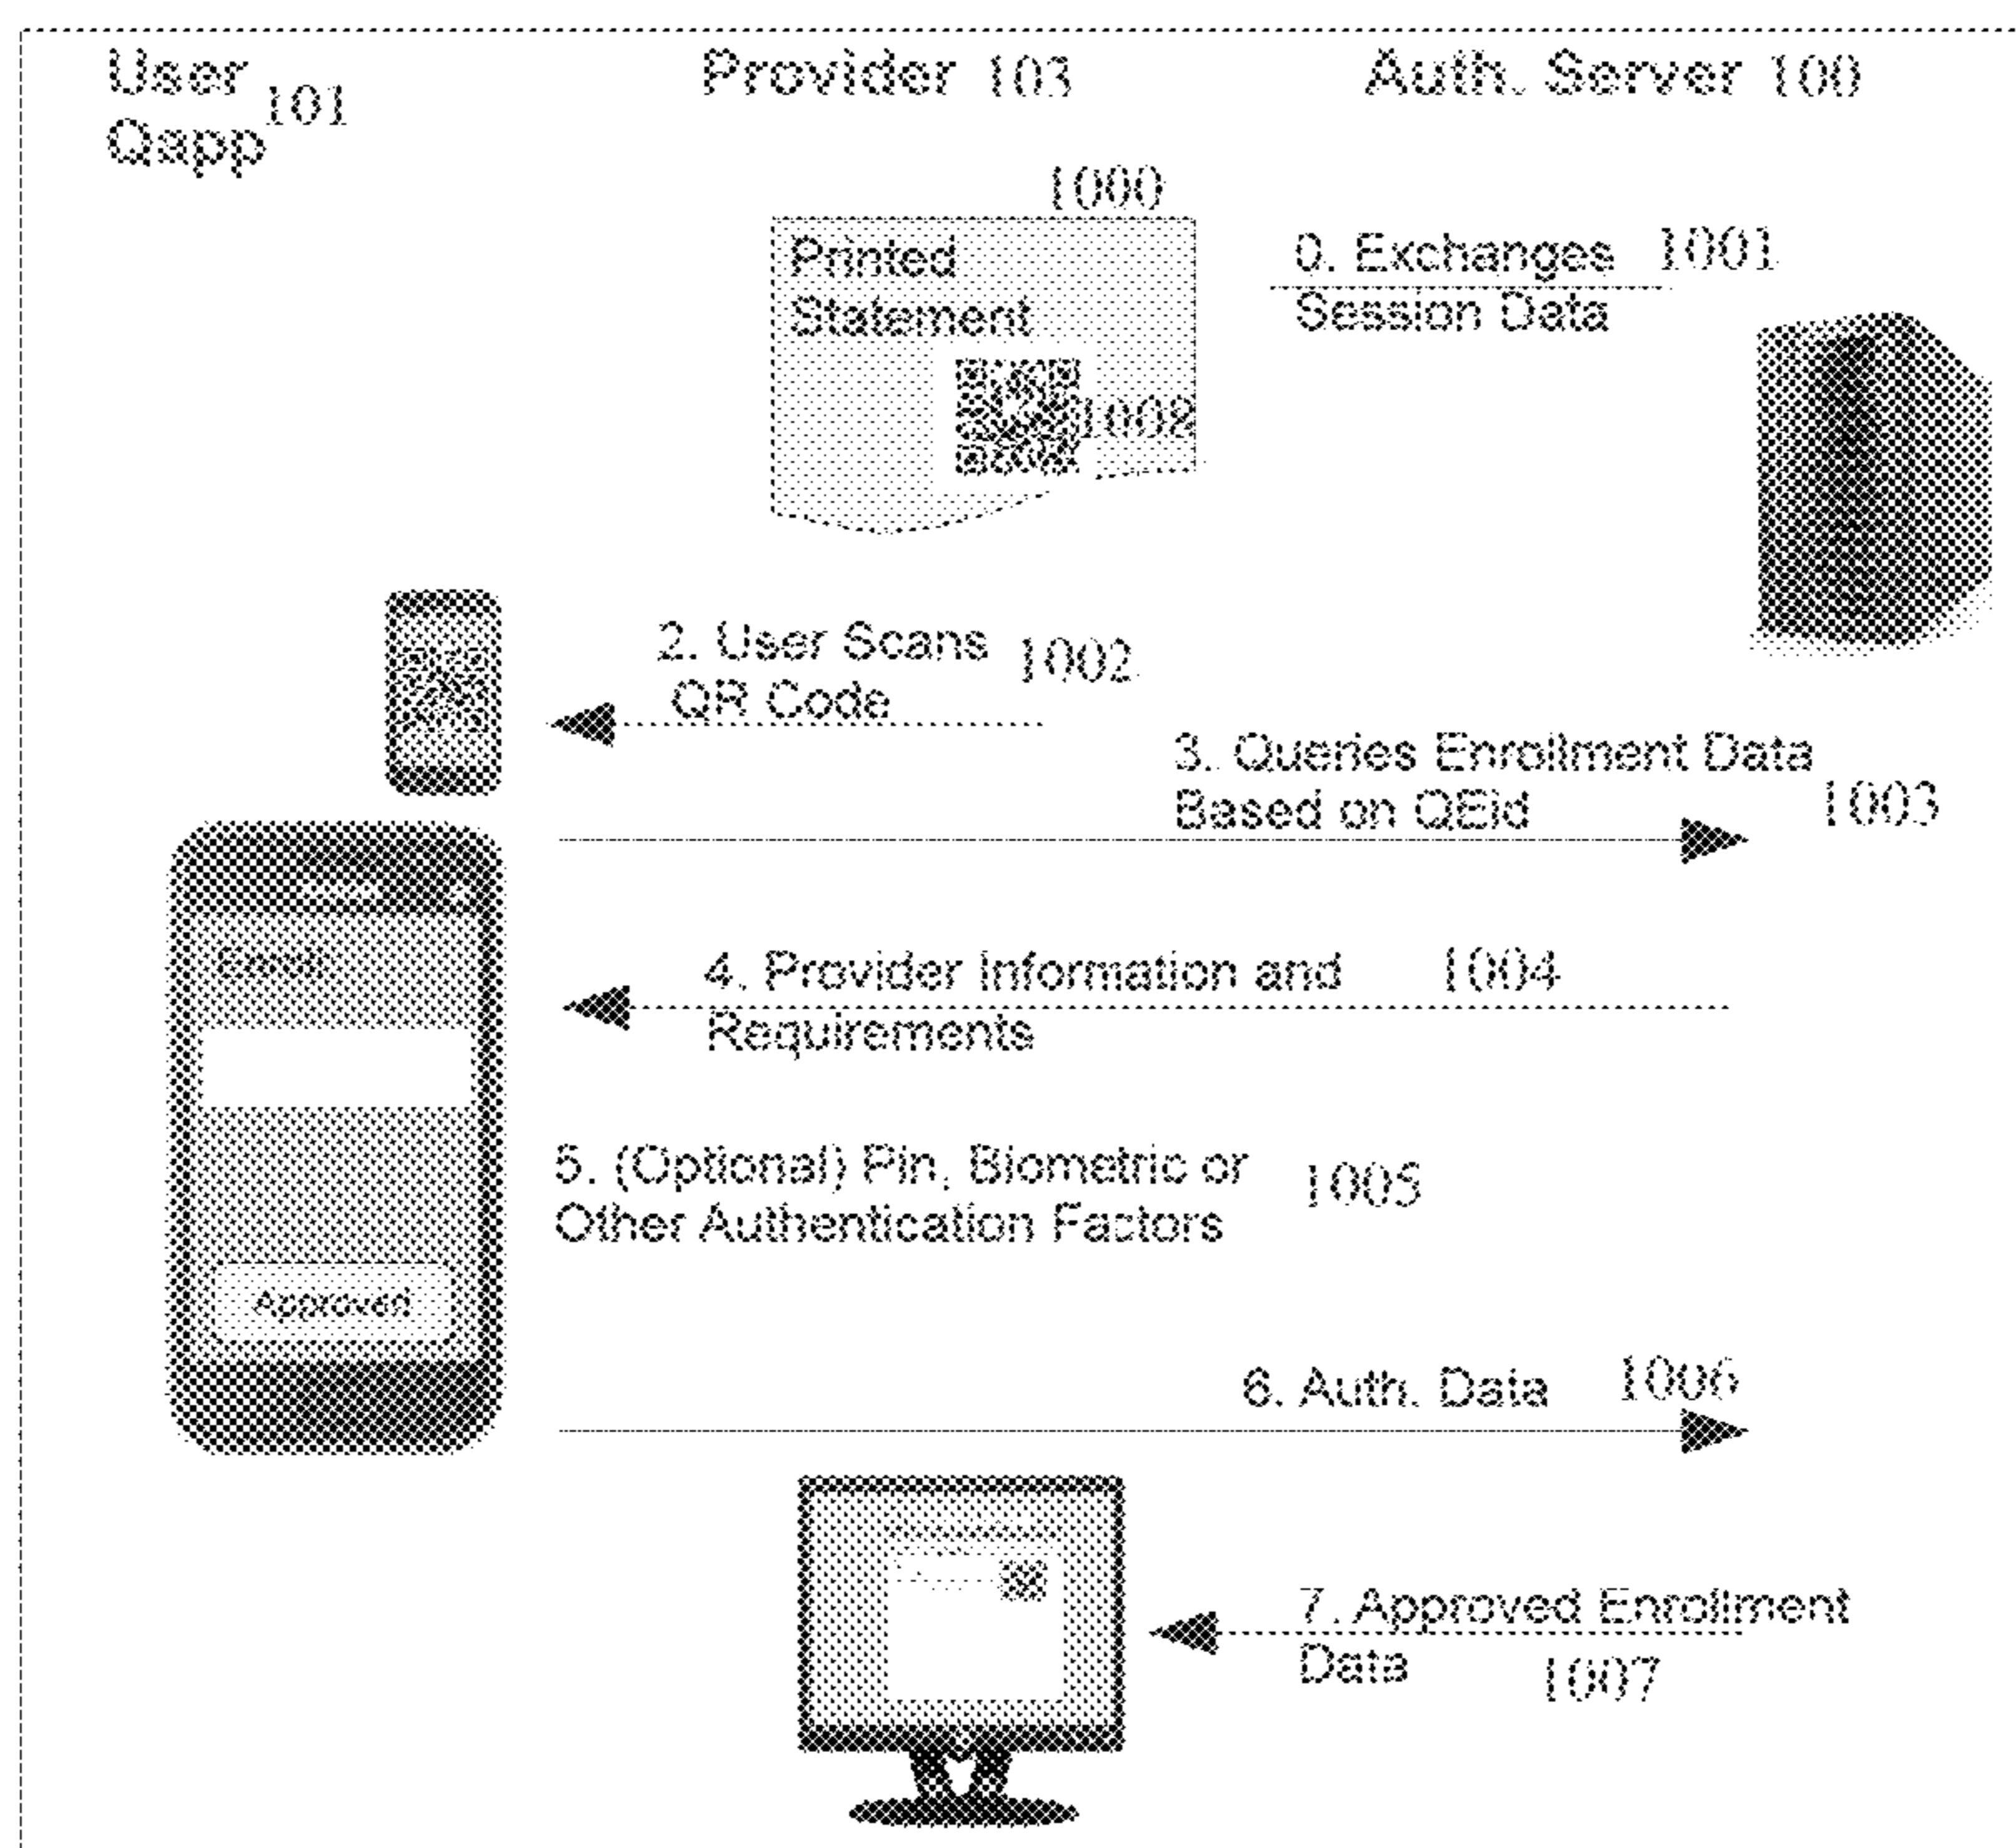 User
Qapp 101
Provider 103
Auth. Server 100
1000
Printed
Statement
0. Exchanges 1001
Session Data
2. User Scans 1002
QR Code
3. Queries Enrollment Data
Based on QEid 1003
4. Provider Information and 1004
Requirements
5. (Optional) Pin, Biometric or 1005
Other Authentication Factors
Approved
6. Auth. Data 1006
7. Approved Enrollment
Data 1007